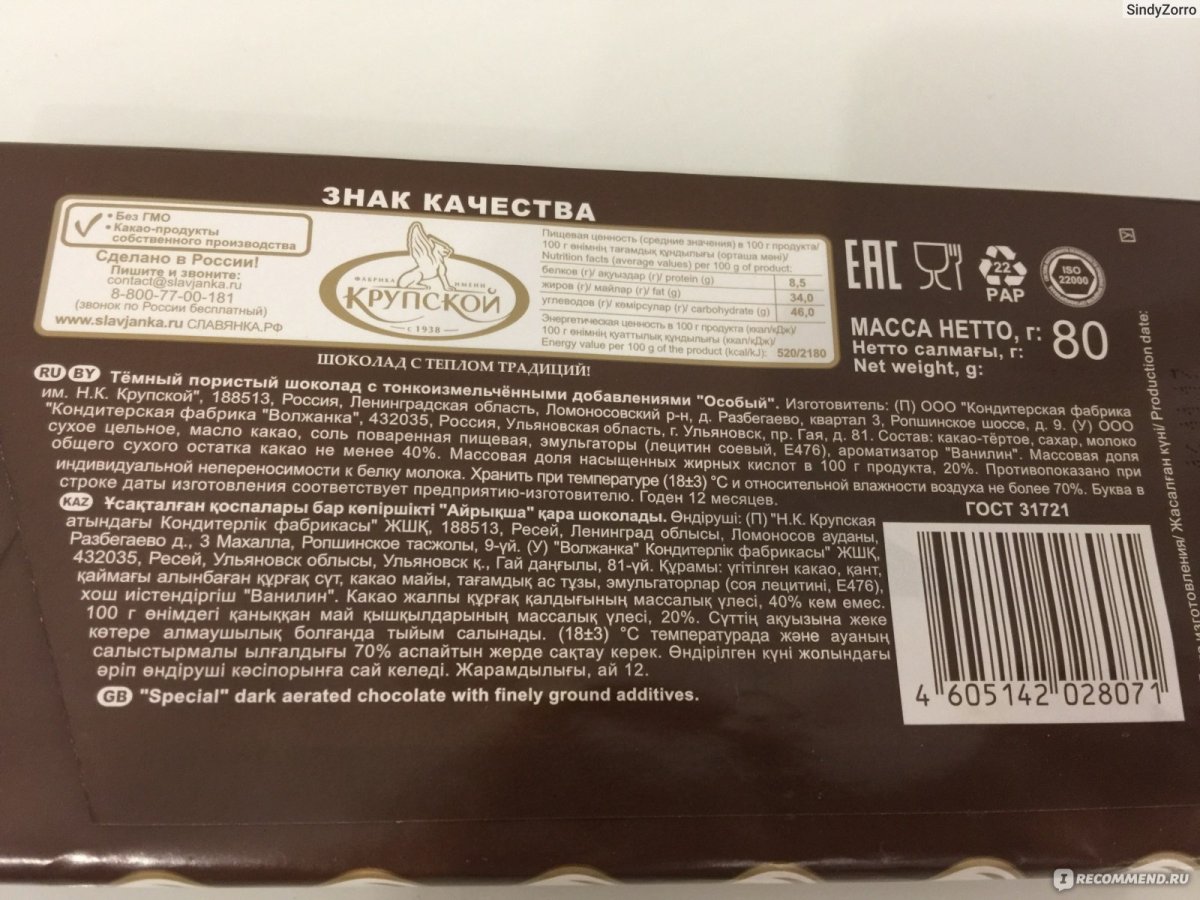 SindyZorro
ЗНАК КАЧЕСТВА
• Без ГМО
• Какао-продукты
собственного производства
Сделано в России!
Пишите и звоните:
contact@slavjanka.ru
8-800-77-00-181
(звонок по России бесплатный)
www.slavjanka.ru СЛАВЯНКА.РФ
ФАБРИКА ИМЕНИ
КРУПСКОЙ
с 1938
Пищевая ценность (средние значения) в 100 г продукта/
100 г өнімнің тағамдық құндылығы (орташа мәні)/
Nutrition facts (average values) per 100 g of product:
белков (г)/ ақуыздар (г)/ protein (g) 8,5
жиров (г)/ майлар (г)/ fat (g) 34,0
углеводов (г)/ көмірсулар (г)/ carbohydrate (g) 46,0
Энергетическая ценность в 100 г продукта (ккал/кДж)/
100 г өнімнің қуаттылық құндылығы (ккал/кДж)/
Energy value per 100 g of the product (kcal/kJ): 520/2180
EAC
22
PAP
ISO
22000
МАССА НЕТТО, г:
Нетто салмағы, г:
Net weight, g:
80
ШОКОЛАД С ТЕПЛОМ ТРАДИЦИЙ!
RU BY Тёмный пористый шоколад с тонкоизмельчёнными добавлениями "Особый". Изготовитель: (П) ООО "Кондитерская фабрика
им. Н.К. Крупской", 188513, Россия, Ленинградская область, Ломоносовский р-н, д. Разбегаево, квартал 3, Ропшинское шоссе, д. 9. (У) ООО
"Кондитерская фабрика "Волжанка", 432035, Россия, Ульяновская область, г. Ульяновск, пр. Гая, д. 81. Состав: какао-тёртое, сахар, молоко
сухое цельное, масло какао, соль поваренная пищевая, эмульгаторы (лецитин соевый, Е476), ароматизатор "Ванилин". Массовая доля
общего сухого остатка какао не менее 40%. Массовая доля насыщенных жирных кислот в 100 г продукта, 20%. Противопоказано при
индивидуальной непереносимости к белку молока. Хранить при температуре (18±3) °С и относительной влажности воздуха не более 70%. Буква в
строке даты изготовления соответствует предприятию-изготовителю. Годен 12 месяцев.
ГОСТ 31721
KAZ Ұсақталған қоспалары бар көпіршікті "Айрықша" қара шоколады. Өндіруші: (П) "Н.К. Крупская
атындағы Кондитерлік фабрикасы" ЖШҚ, 188513, Ресей, Ленинград облысы, Ломоносов ауданы,
Разбегаево д., 3 Махалла, Ропшинское тасжолы, 9-үй. (У) "Волжанка" Кондитерлік фабрикасы" ЖШҚ,
432035, Ресей, Ульяновск облысы, Ульяновск қ., Гай даңғылы, 81-үй. Құрамы: үгітілген какао, қант,
қаймағы алынбаған құрғақ сүт, какао майы, тағамдық ас тұзы, эмульгаторлар (соя лецитині, Е476),
хош иістендіргіш "Ванилин". Какао жалпы құрғақ қалдығының массалық үлесі, 40% кем емес.
100 г өнімдегі қаныққан май қышқылдарының массалық үлесі, 20%. Сүттің ақуызына жеке
көтере алмаушылық болғанда тыйым салынады. (18±3) °С температурада және ауаның
салыстырмалы ылғалдығы 70% аспайтын жерде сақтау керек. Өндірілген күні жолындағы
әріп өндіруші кәсіпорынға сай келеді. Жарамдылығы, ай 12.
GB "Special" dark aerated chocolate with finely ground additives.
4 605142 028071
изготовления/ Жасалған күні/ Production date:
У
IRECOMMEND.RU